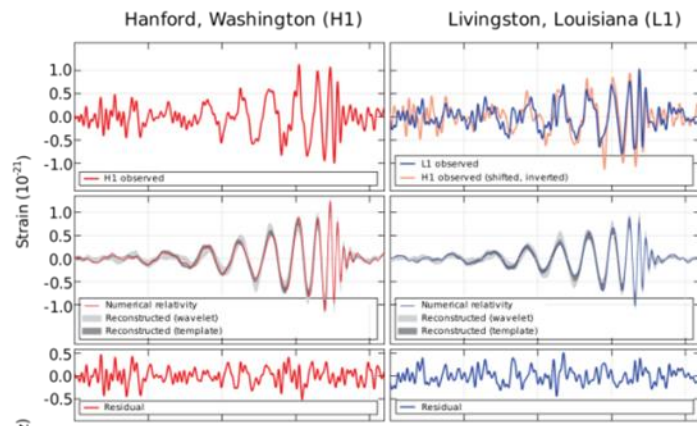 Hanford, Washington (H1)
Livingston, Louisiana (L1)
Strain (10⁻²¹)
1.0
0.5
0.0
-0.5
-1.0
H1 observed
L1 observed
H1 observed (shifted, inverted)
1.0
0.5
0.0
-0.5
-1.0
Numerical relativity
Reconstructed (wavelet)
Reconstructed (template)
Numerical relativity
Reconstructed (wavelet)
Reconstructed (template)
0.5
0.0
-0.5
Residual
Residual